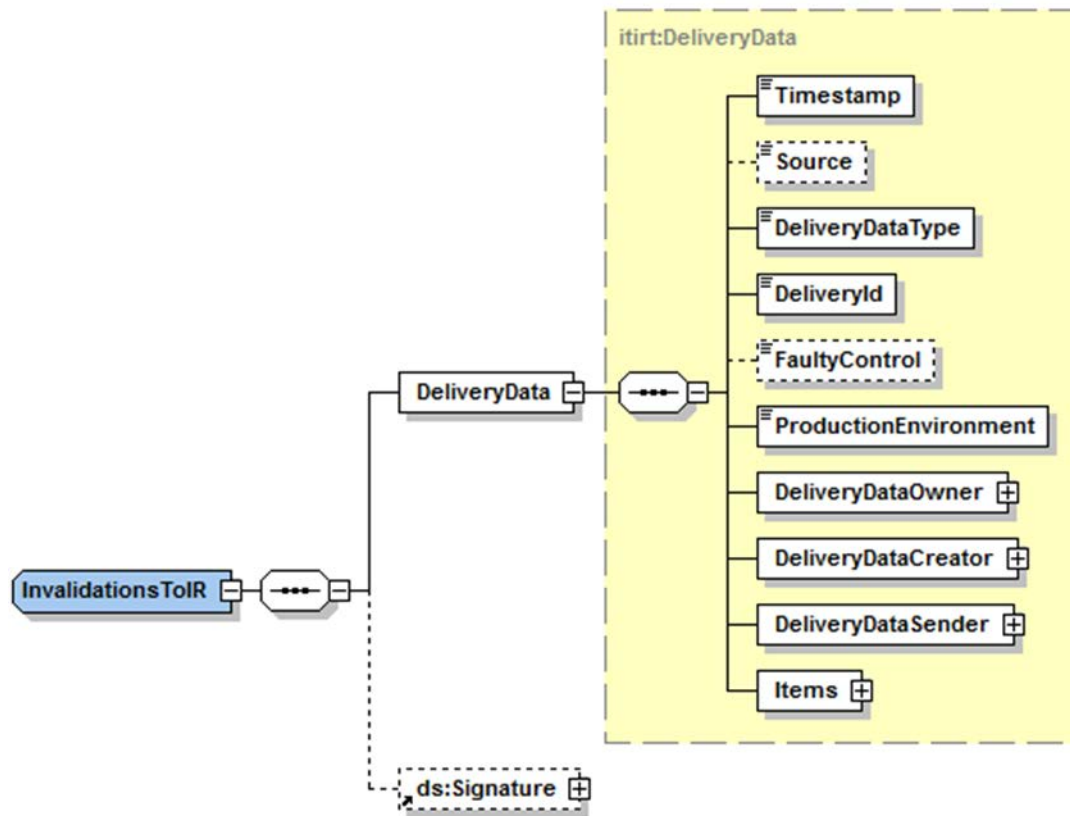 itirt:DeliveryData
Timestamp
Source
DeliveryDataType
DeliveryId
FaultyControl
DeliveryData
ProductionEnvironment
DeliveryDataOwner
DeliveryDataCreator
InvalidationsToIR
DeliveryDataSender
Items
ds:Signature